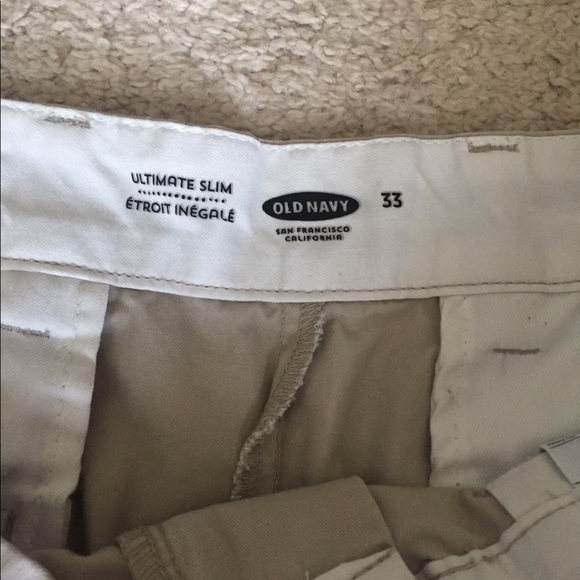 ULTIMATE SLIM
ÉTROIT INÉGALÉ
OLD NAVY
SAN FRANCISCO
CALIFORNIA
33